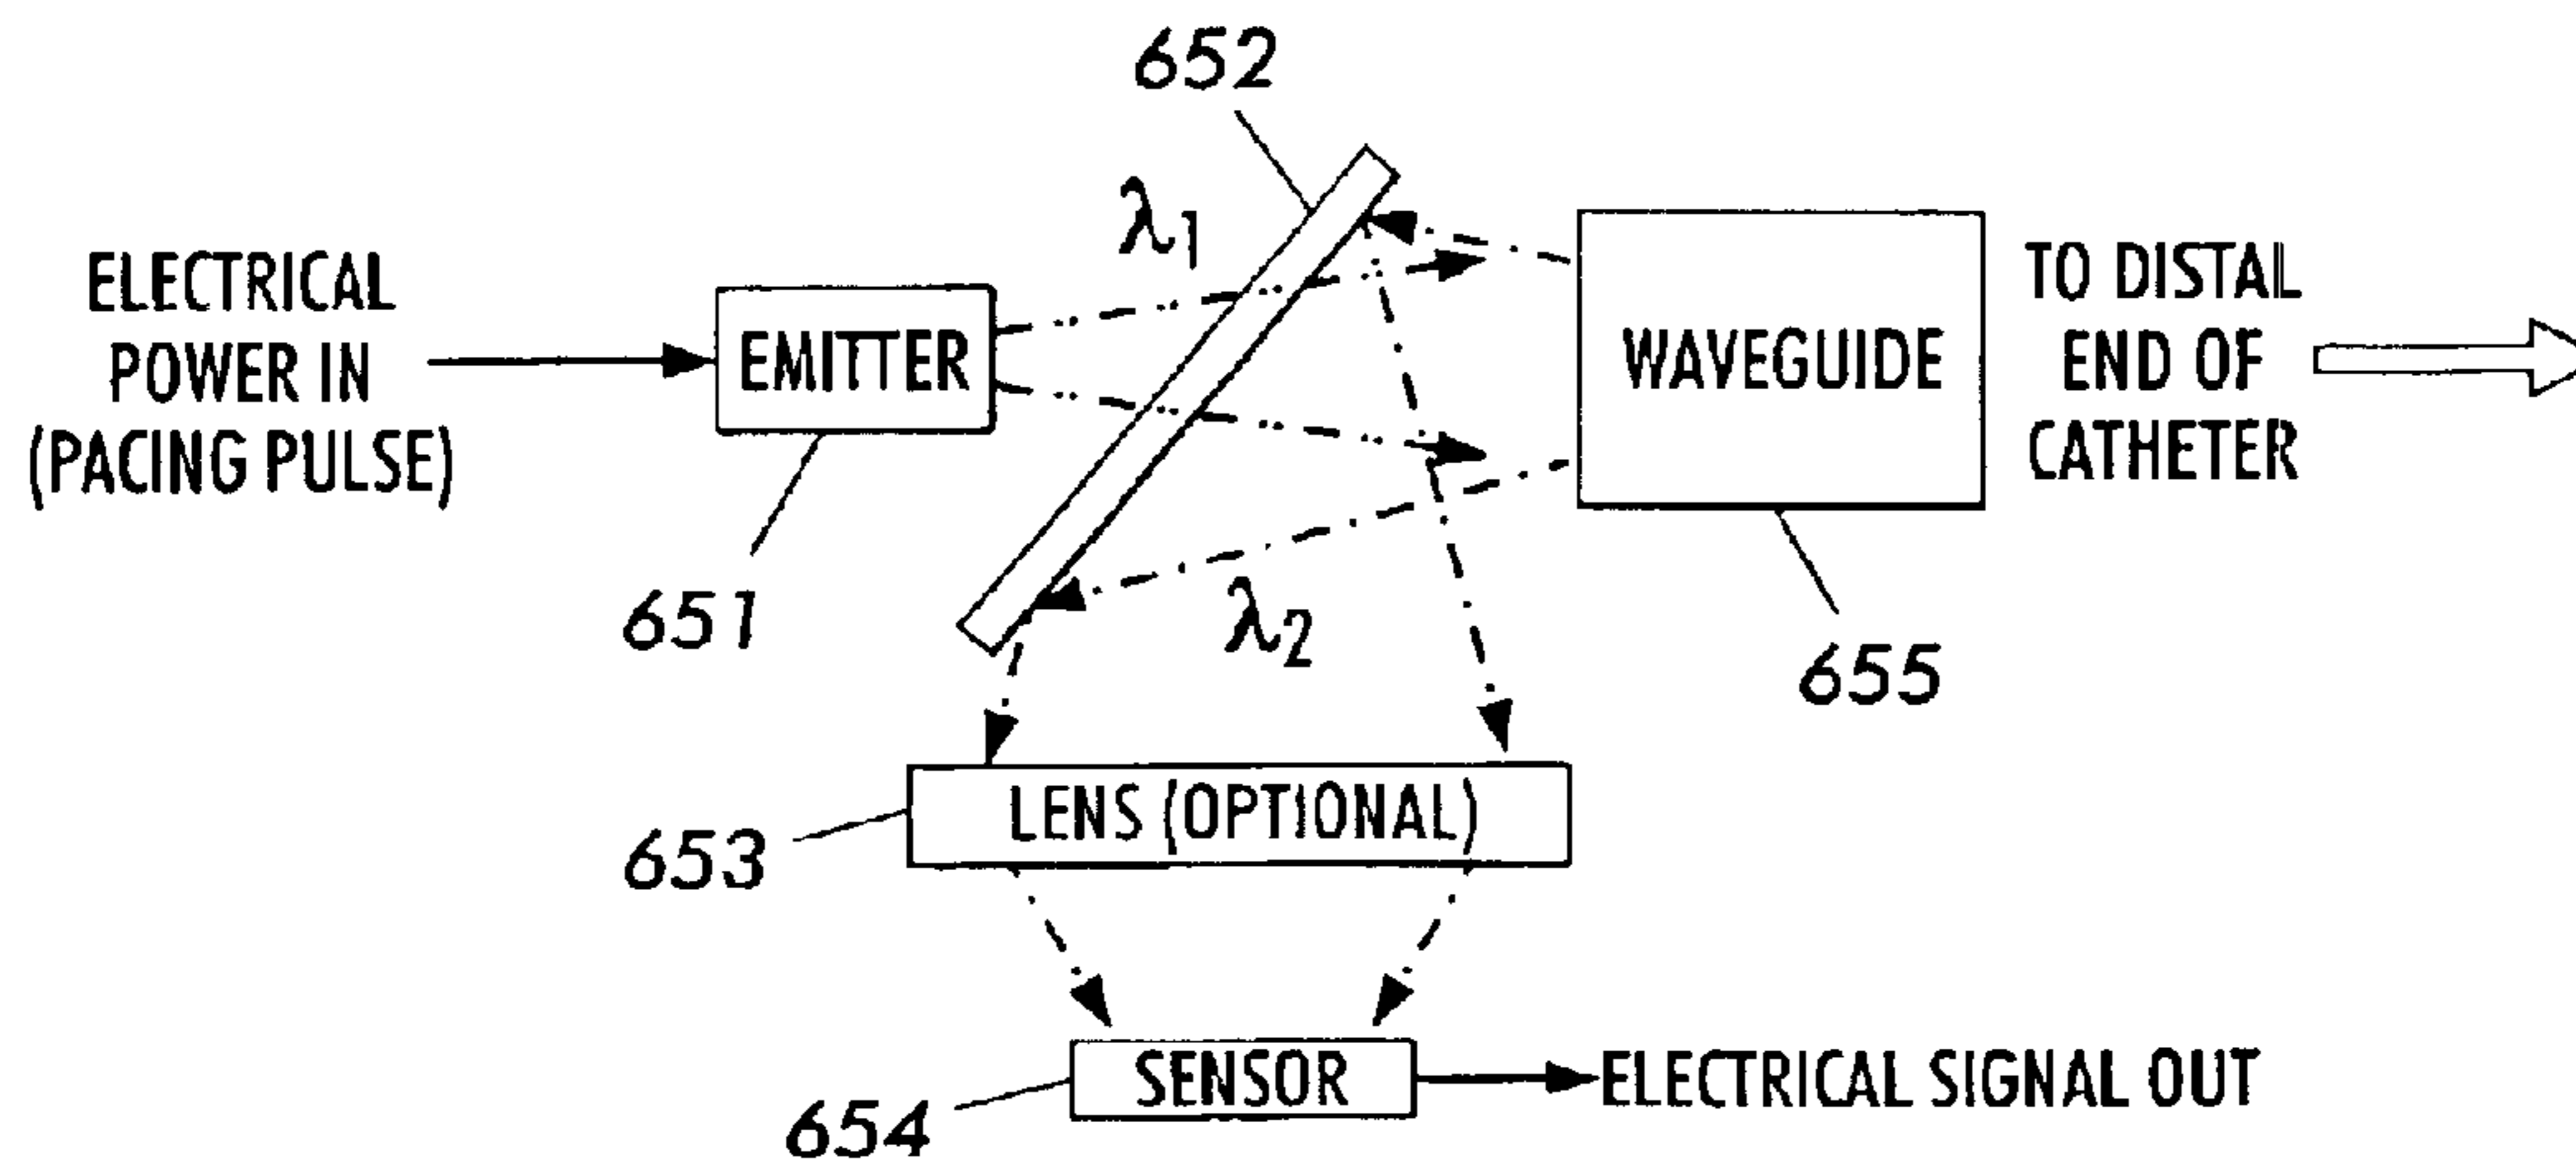 652
λ1
ELECTRICAL
POWER IN
(PACING PULSE)
EMITTER
WAVEGUIDE
TO DISTAL
END OF
CATHETER
651
λ2
655
LENS (OPTIONAL)
653
SENSOR
ELECTRICAL SIGNAL OUT
654